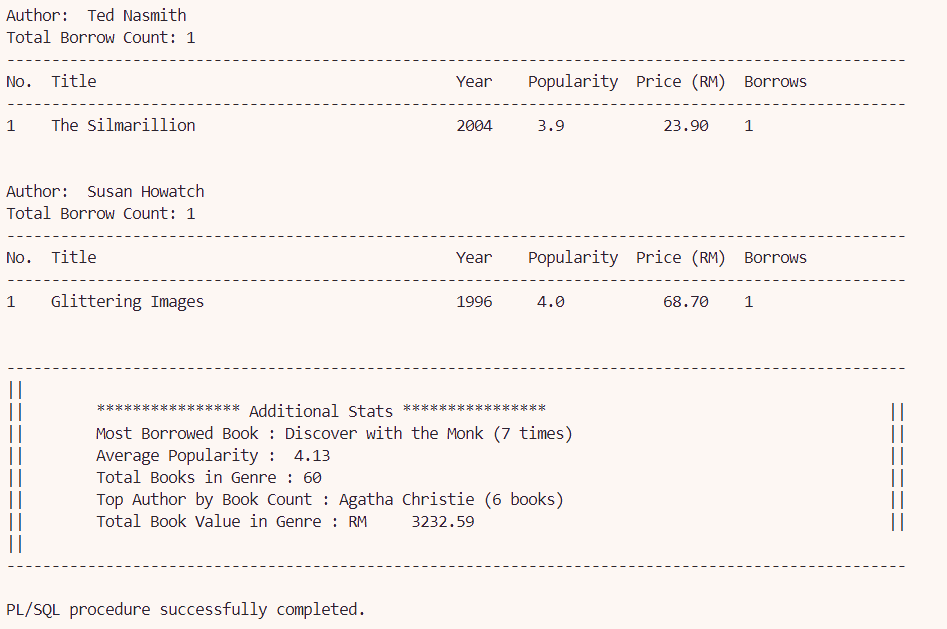 Author:  Ted Nasmith
Total Borrow Count: 1
----------------------------------------------------------------------------------------------------
No.  Title                                        Year    Popularity  Price (RM)  Borrows
----------------------------------------------------------------------------------------------------
1    The Silmarillion                             2004     3.9           23.90    1
Author:  Susan Howatch
Total Borrow Count: 1
----------------------------------------------------------------------------------------------------
No.  Title                                        Year    Popularity  Price (RM)  Borrows
----------------------------------------------------------------------------------------------------
1    Glittering Images                            1996     4.0           68.70    1
----------------------------------------------------------------------------------------------------
||
||        **************** Additional Stats ****************                                      ||
||        Most Borrowed Book : Discover with the Monk (7 times)                                   ||
||        Average Popularity :  4.13                                                              ||
||        Total Books in Genre : 60                                                               ||
||        Top Author by Book Count : Agatha Christie (6 books)                                    ||
||        Total Book Value in Genre : RM     3232.59                                              ||
||
----------------------------------------------------------------------------------------------------
PL/SQL procedure successfully completed.